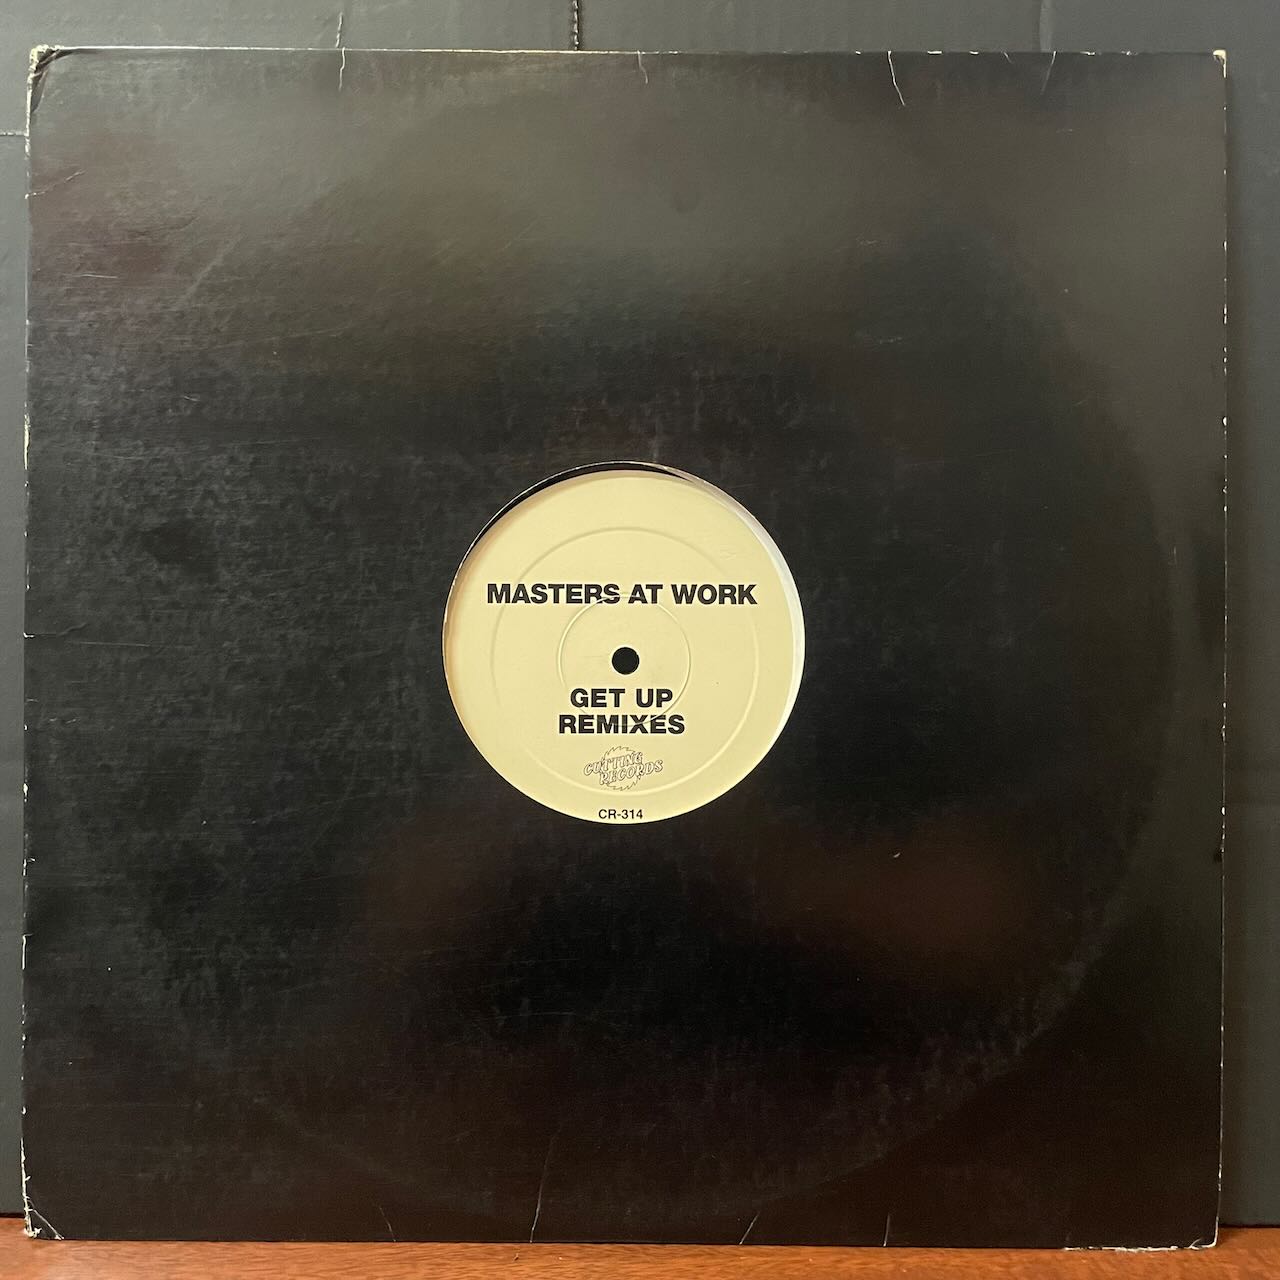 MASTERS AT WORK
GET UP
REMIXES
CUTTING
RECORDS
CR-314